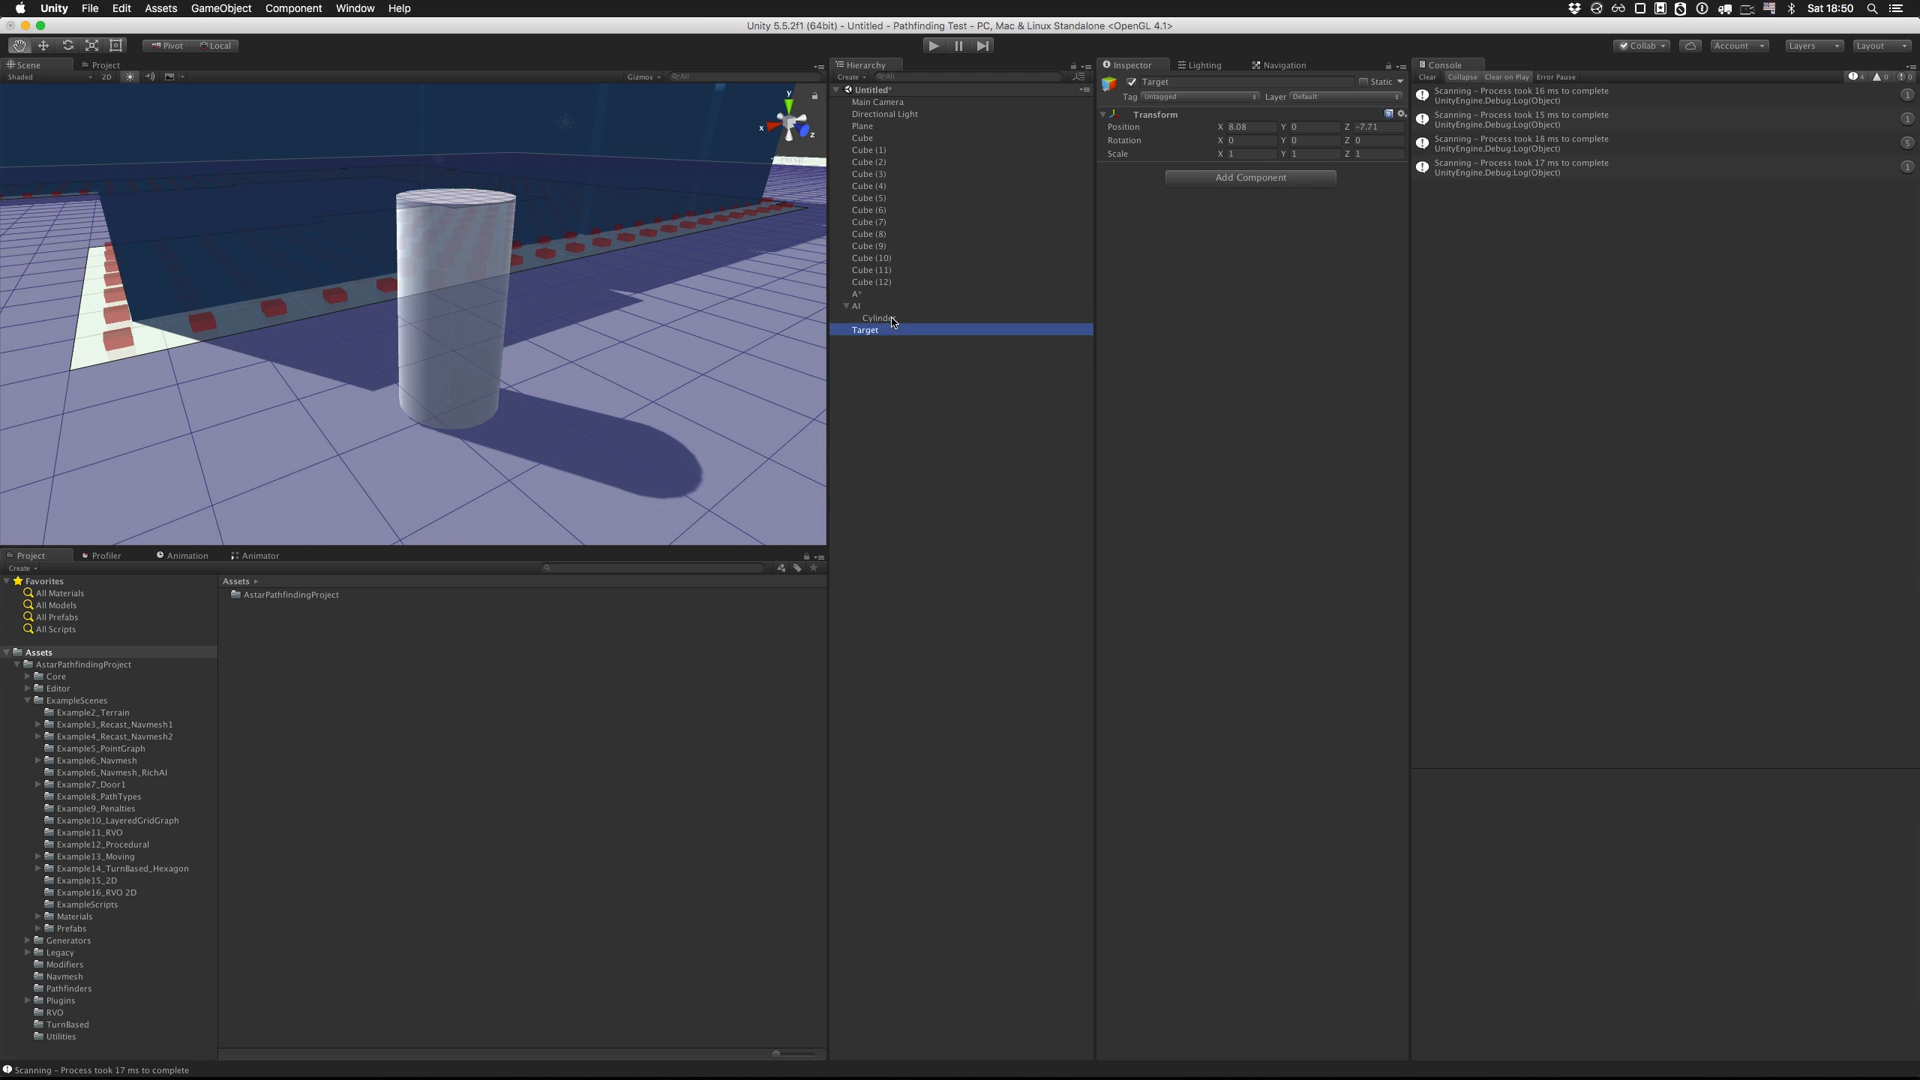 Unity File Edit Assets GameObject Component Window Help
Sat 18:50
Unity 5.5.2f1 (64bit) - Untitled - Pathfinding Test - PC, Mac & Linux Standalone <OpenGL 4.1>
Pivot Local
Collab Account Layers Layout
Scene Project
Shaded 2D Gizmos All
y
x
z
Persp
Hierarchy
Create All
Untitled*
Main Camera
Directional Light
Plane
Cube
Cube (1)
Cube (2)
Cube (3)
Cube (4)
Cube (5)
Cube (6)
Cube (7)
Cube (8)
Cube (9)
Cube (10)
Cube (11)
Cube (12)
A*
AI
Target
Inspector Lighting Navigation
Target Static
Tag Untagged Layer Default
Transform
Position X 8.08 Y 0 Z -7.71
Rotation X 0 Y 0 Z 0
Scale X 1 Y 1 Z 1
Add Component
Console
Clear Collapse Clear on Play Error Pause 4 0 0
Scanning - Process took 16 ms to complete
UnityEngine.Debug:Log(Object)
1
Scanning - Process took 15 ms to complete
UnityEngine.Debug:Log(Object)
1
Scanning - Process took 18 ms to complete
UnityEngine.Debug:Log(Object)
5
Scanning - Process took 17 ms to complete
UnityEngine.Debug:Log(Object)
1
Project Profiler Animation Animator
Create
Favorites
All Materials
All Models
All Prefabs
All Scripts
Assets
AstarPathfindingProject
Core
Editor
ExampleScenes
Example2_Terrain
Example3_Recast_Navmesh1
Example4_Recast_Navmesh2
Example5_PointGraph
Example6_Navmesh
Example6_Navmesh_RichAI
Example7_Door1
Example8_PathTypes
Example9_Penalties
Example10_LayeredGridGraph
Example11_RVO
Example12_Procedural
Example13_Moving
Example14_TurnBased_Hexagon
Example15_2D
Example16_RVO 2D
ExampleScripts
Materials
Prefabs
Generators
Legacy
Modifiers
Navmesh
Pathfinders
Plugins
RVO
TurnBased
Utilities
Assets
AstarPathfindingProject
Scanning - Process took 17 ms to complete